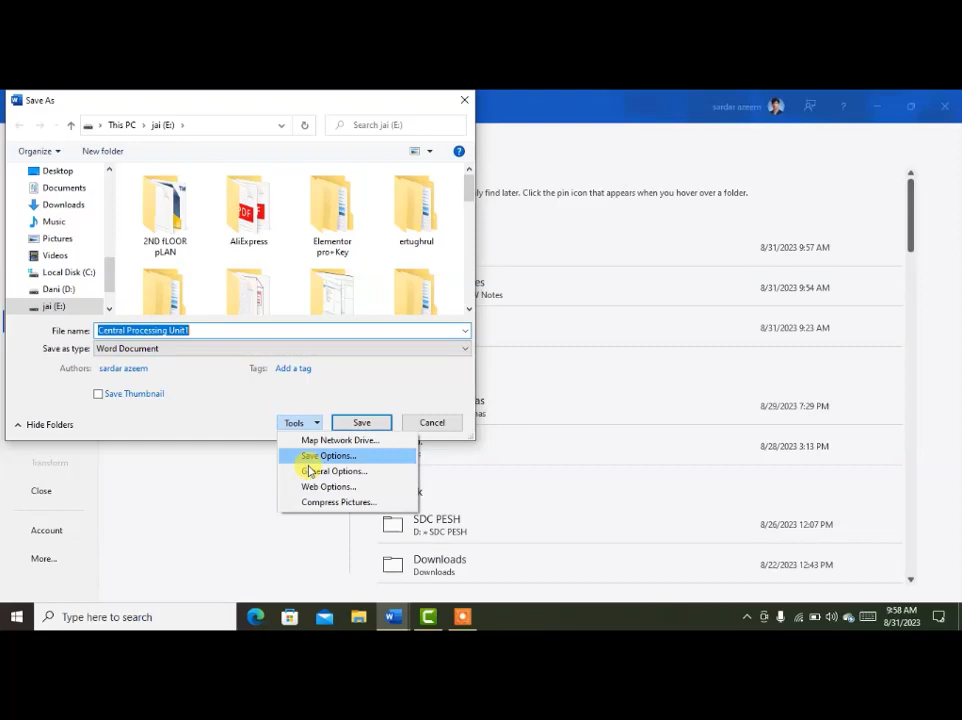 Save As
sardar azeem
?
This PC
jai (E:)
Search jai (E:)
Organize
New folder
?
Desktop
Documents
Downloads
Music
Pictures
Videos
Local Disk (C:)
Dani (D:)
jai (E:)
2ND fLOOR
pLAN
AliExpress
Elementor
pro+Key
ertughrul
ly find later. Click the pin icon that appears when you hover over a folder.
8/31/2023 9:57 AM
es
W Notes
8/31/2023 9:54 AM
8/31/2023 9:23 AM
File name:
Central Processing Unit1
Save as type:
Word Document
Authors:
sardar azeem
Tags:
Add a tag
Save Thumbnail
Hide Folders
Tools
Save
Cancel
Map Network Drive...
Save Options...
General Options...
Web Options...
Compress Pictures...
as
mas
8/29/2023 7:29 PM
8/28/2023 3:13 PM
Transform
Close
Account
More...
k
SDC PESH
D: » SDC PESH
8/26/2023 12:07 PM
Downloads
Downloads
8/22/2023 12:43 PM
Type here to search
9:58 AM
8/31/2023